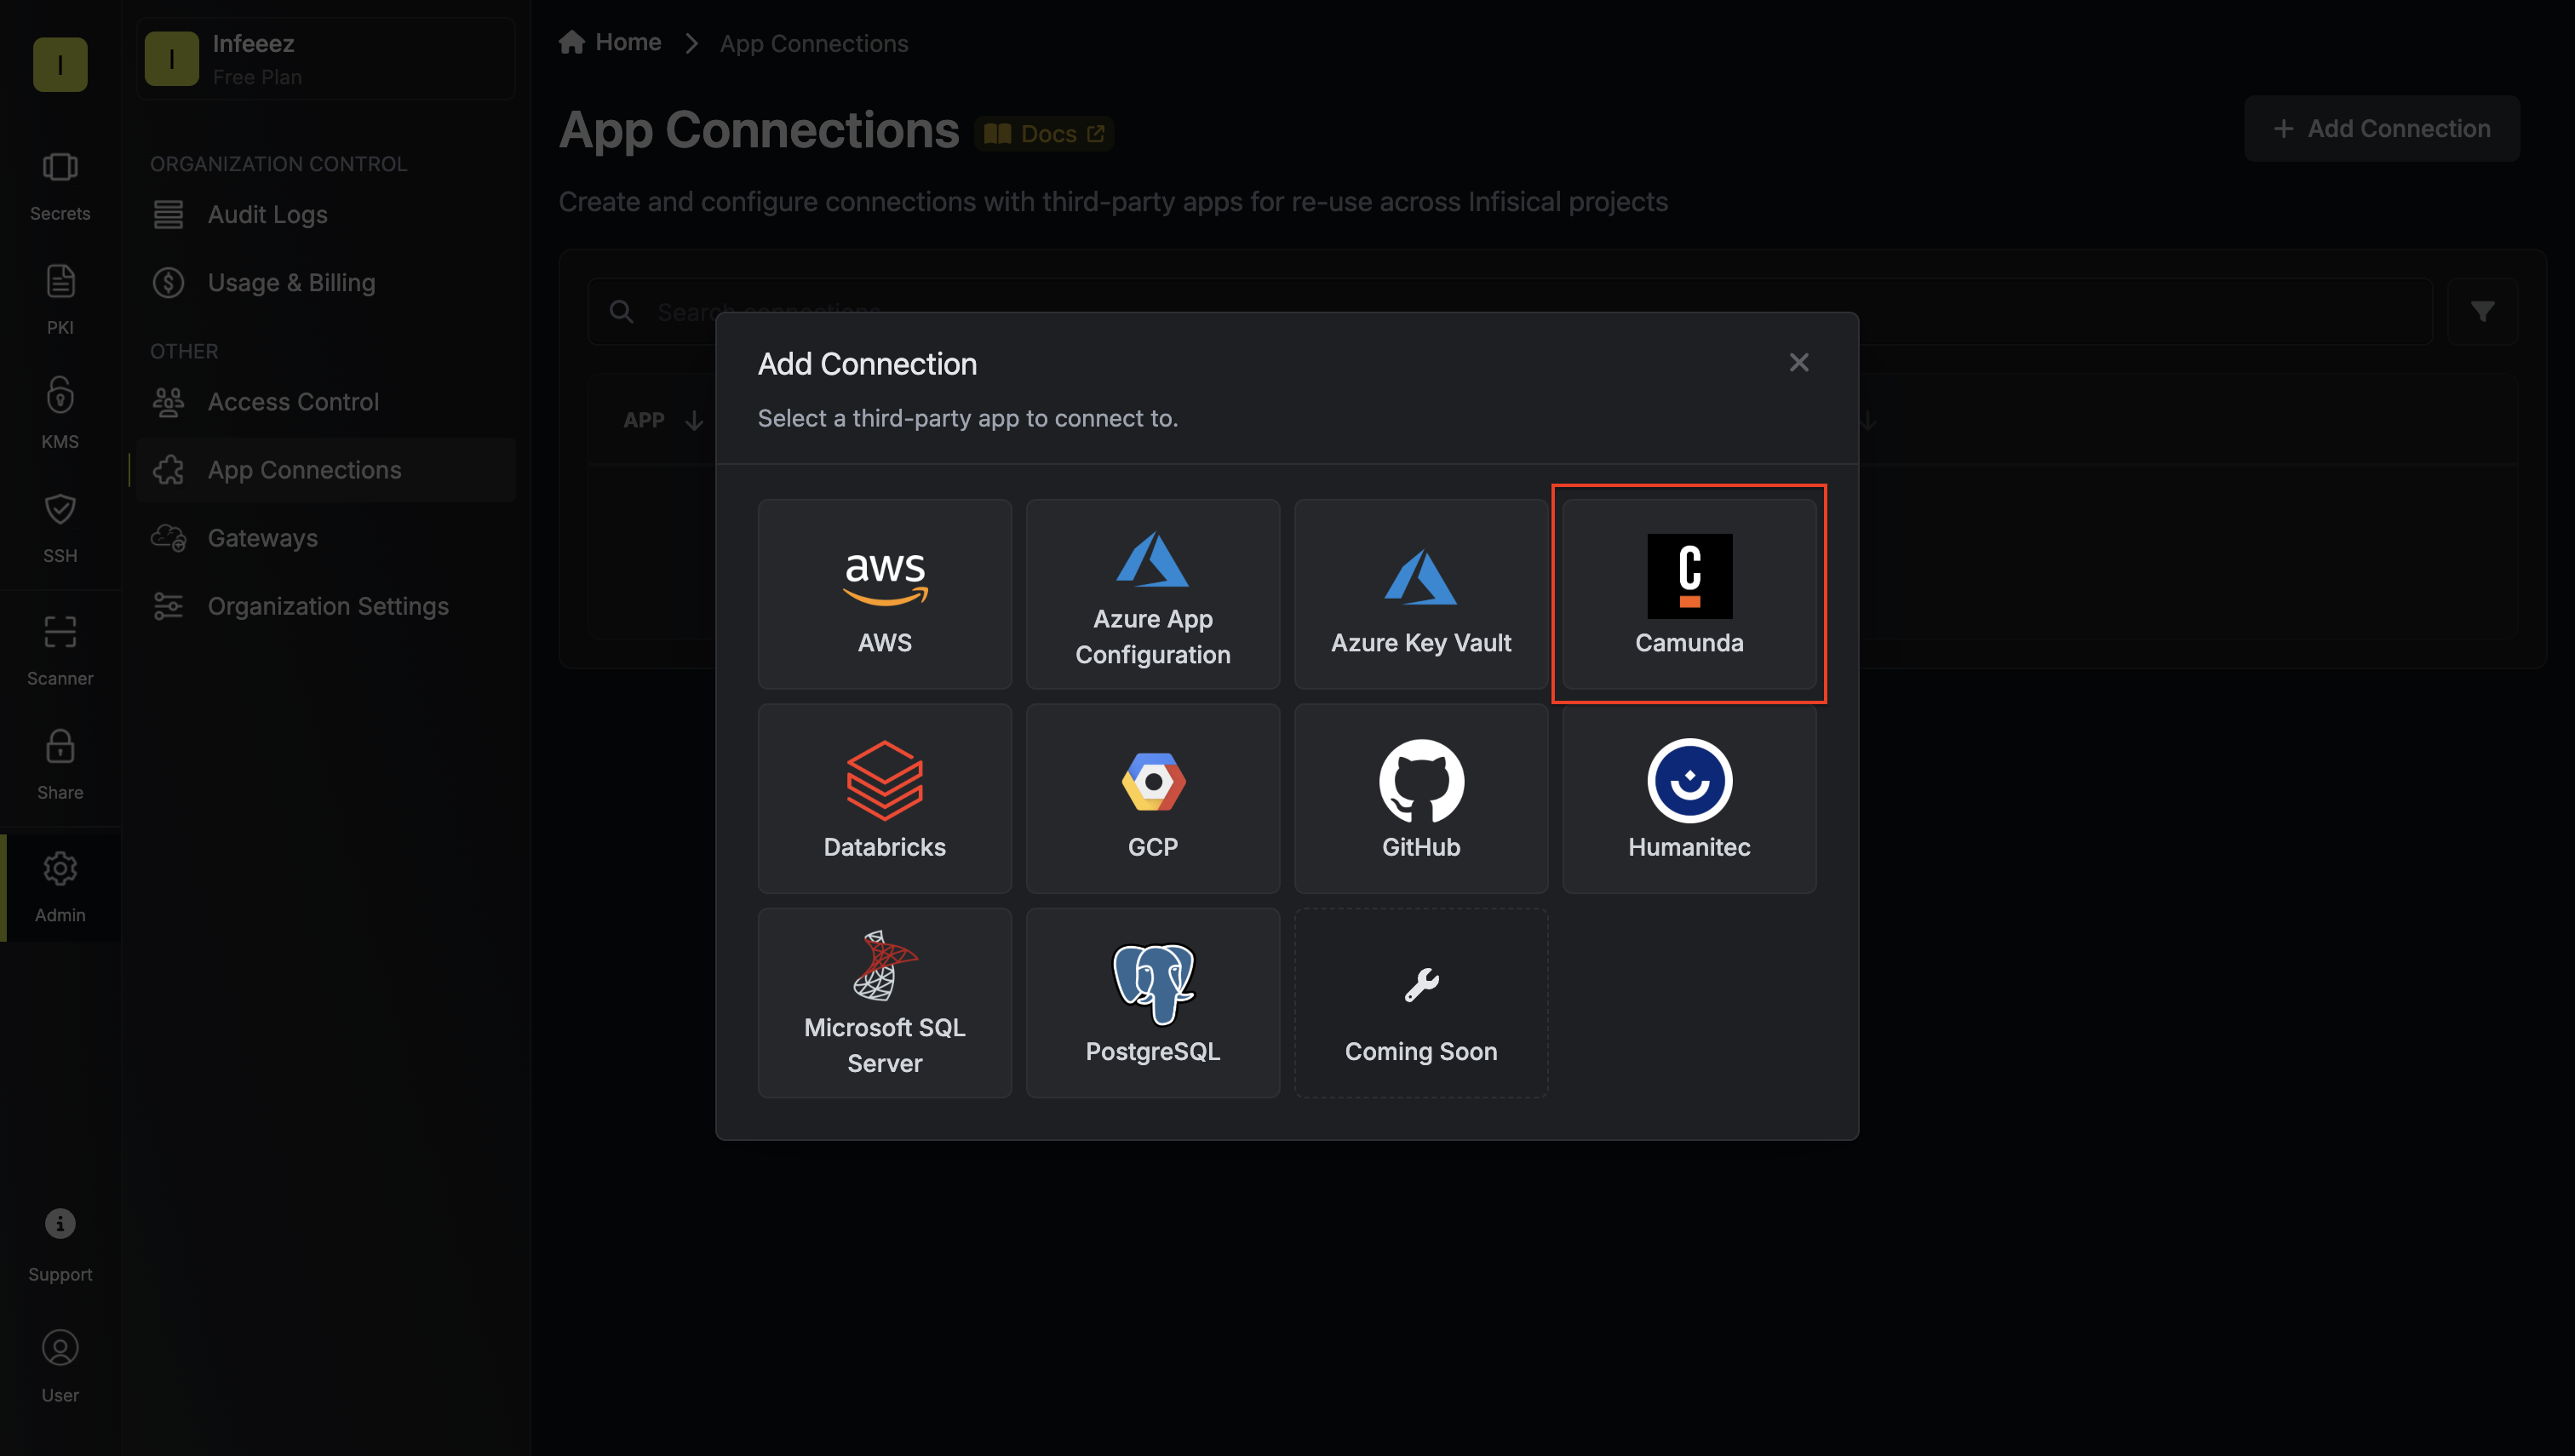 I
I
Infeeez
Free Plan
Secrets
PKI
KMS
SSH
Scanner
Share
Admin
Support
User
ORGANIZATION CONTROL
Audit Logs
Usage & Billing
OTHER
Access Control
App Connections
Gateways
Organization Settings
Home
App Connections
App Connections
Docs
Add Connection
Create and configure connections with third-party apps for re-use across Infisical projects
Search connections
APP
Add Connection
Select a third-party app to connect to.
aws
AWS
Azure App
Configuration
Azure Key Vault
C
Camunda
Databricks
GCP
GitHub
Humanitec
Microsoft SQL
Server
PostgreSQL
Coming Soon